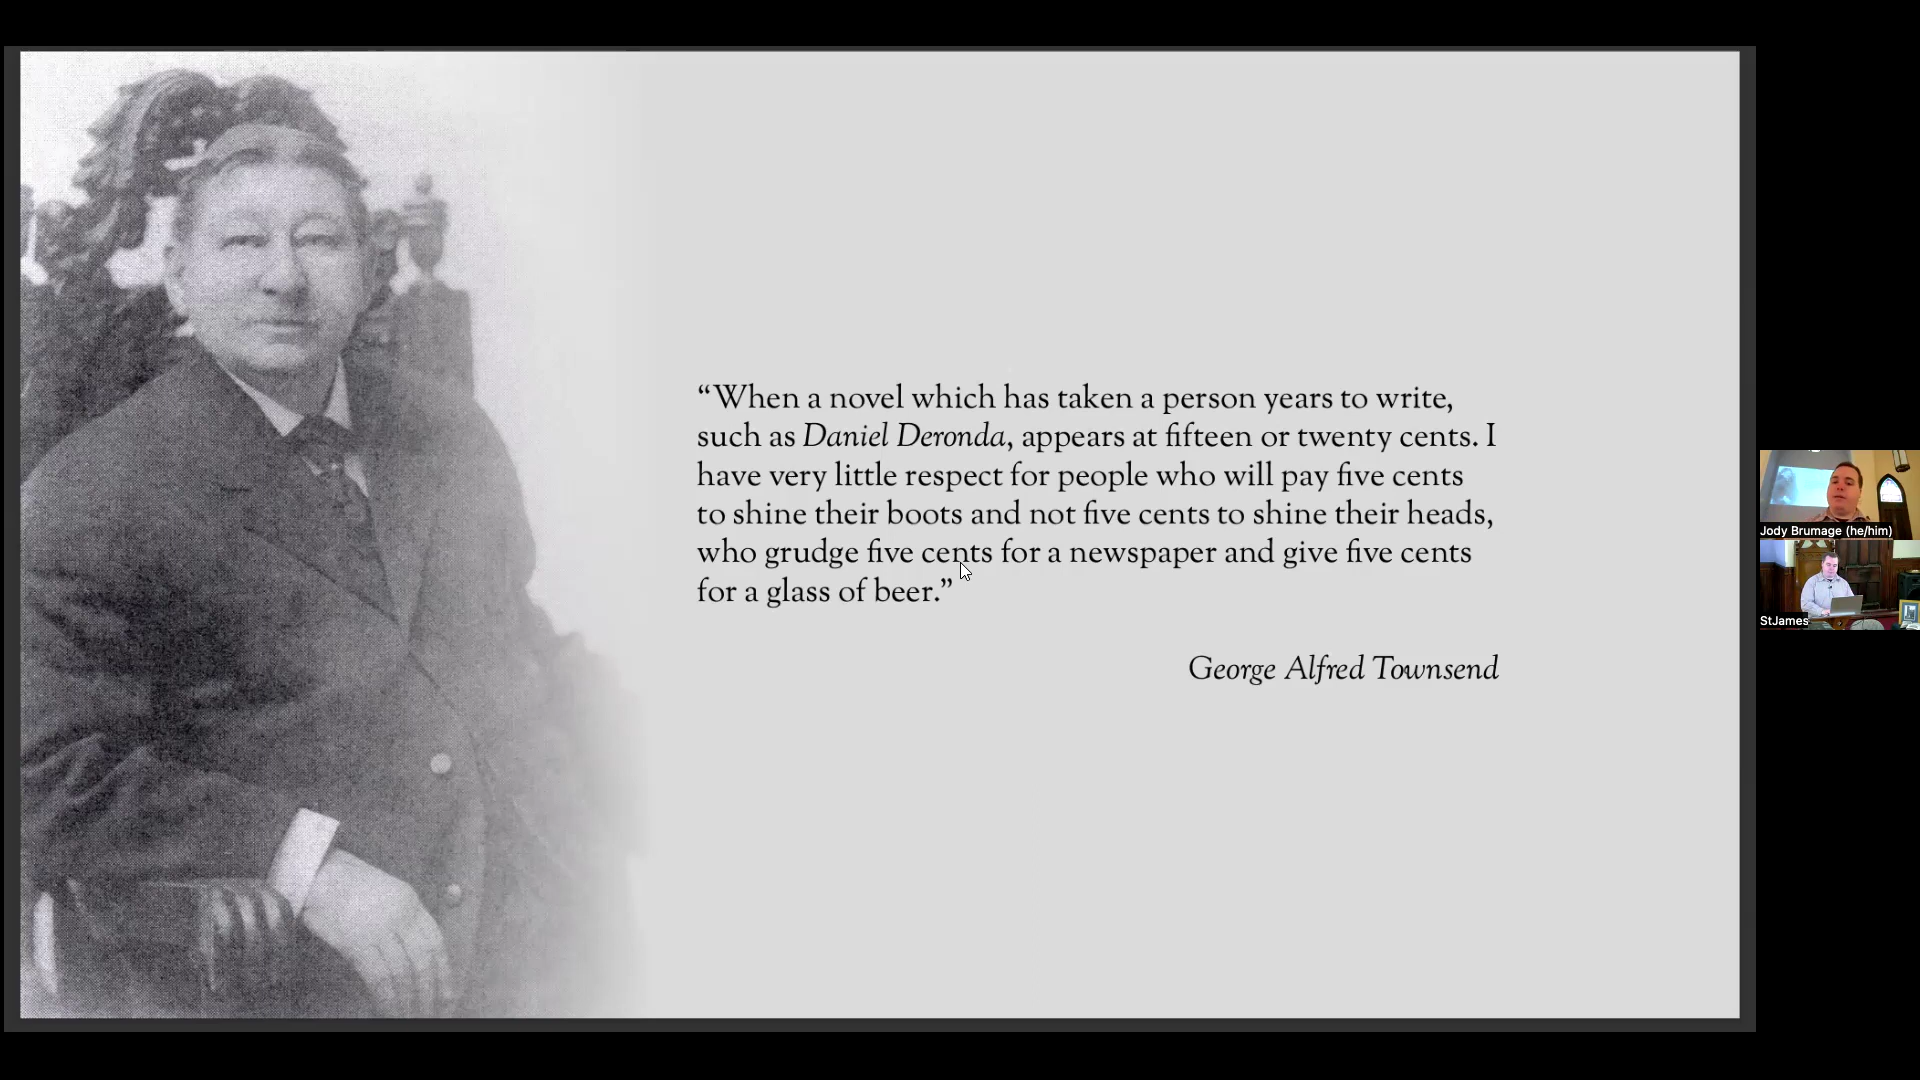 “When a novel which has taken a person years to write,
such as Daniel Deronda, appears at fifteen or twenty cents. I
have very little respect for people who will pay five cents
to shine their boots and not five cents to shine their heads,
who grudge five cents for a newspaper and give five cents
for a glass of beer.”
George Alfred Townsend
Jody Brumage (he/him)
StJames